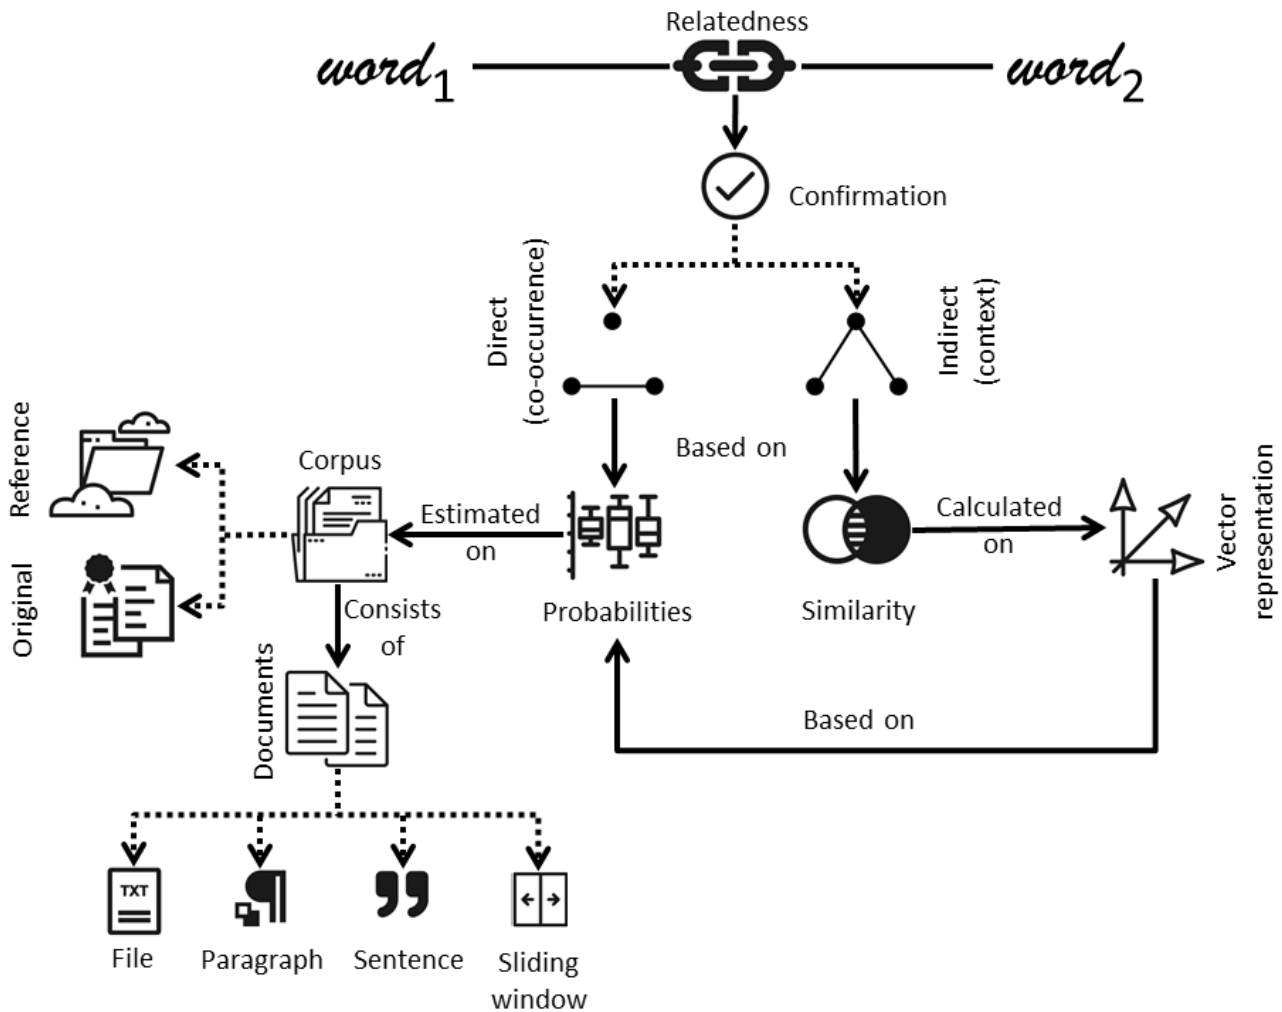 Relatedness
word1
word2
Confirmation
Direct
(co-occurrence)
Indirect
(context)
Based on
Reference
Corpus
Estimated
on
Calculated
on
Vector
representation
Original
Consists
of
Probabilities
Similarity
Documents
Based on
TXT
File
Paragraph
Sentence
Sliding
window